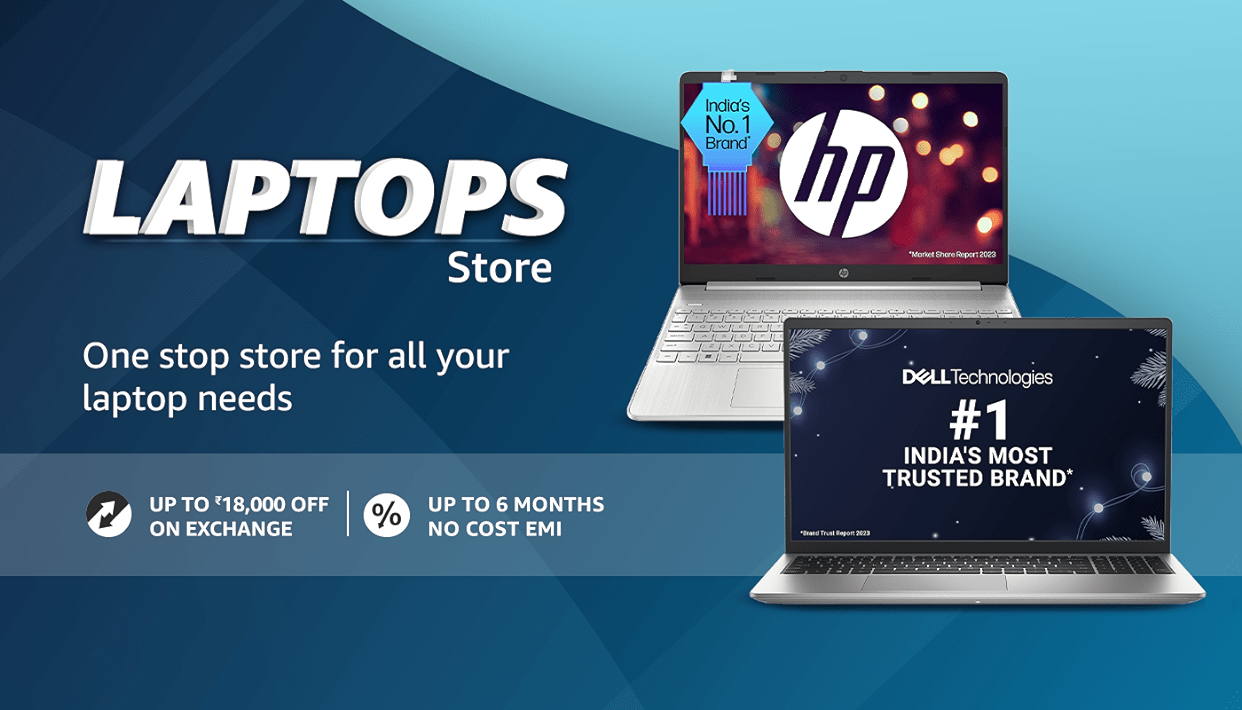 LAPTOPS
Store
One stop store for all your
laptop needs
UP TO ₹18,000 OFF
ON EXCHANGE
UP TO 6 MONTHS
NO COST EMI
India's
No.1
Brand*
hp
*Market Share Report 2023
hp
DELLTechnologies
#1
INDIA'S MOST
TRUSTED BRAND*
*Brand Trust Report 2023